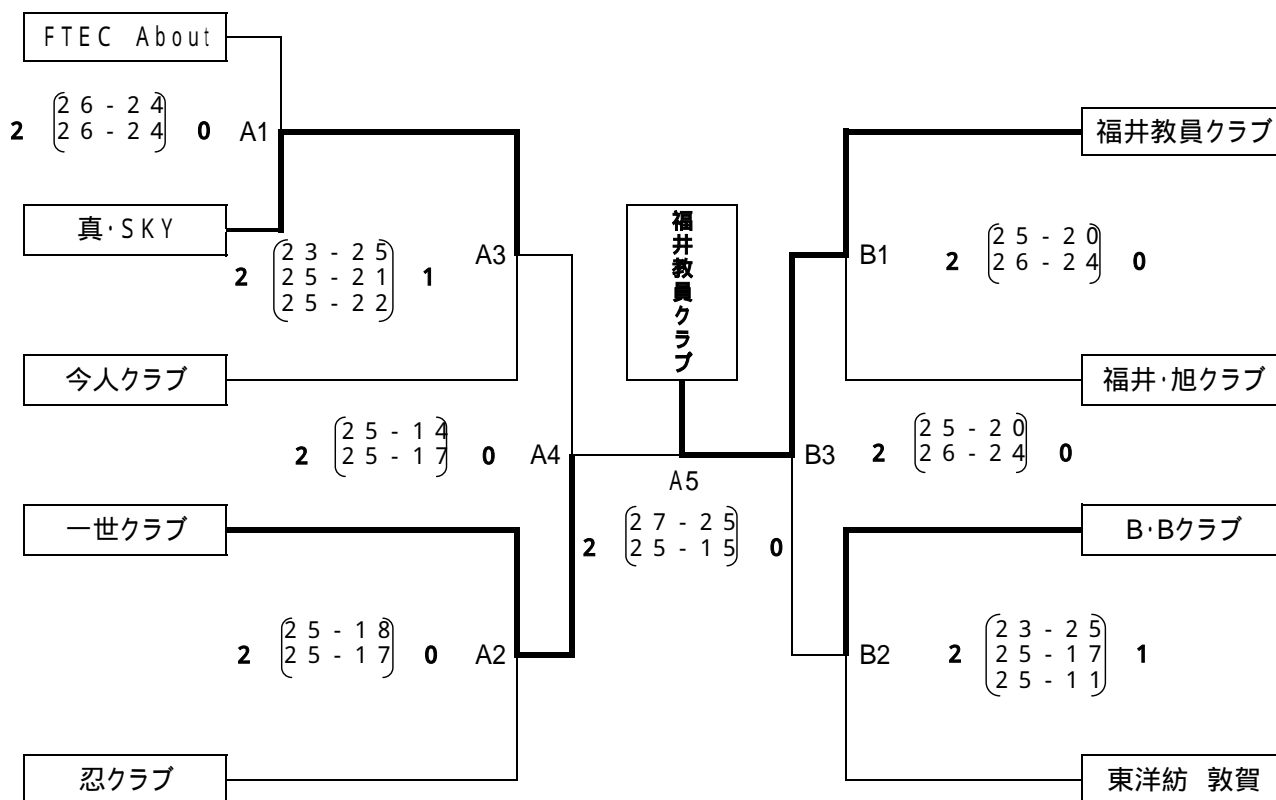 FTEC About
2 26-24 0 A1
26-24
真・SKY
2 23-25 1 A3
25-21
25-22
今人クラブ
2 25-14 0 A4
25-17
一世クラブ
2 25-18 0 A2
25-17
忍クラブ
福井教員クラブ
A5
2 27-25 0
25-15
福井教員クラブ
B1 2 25-20 0
26-24
福井・旭クラブ
B3 2 25-20 0
26-24
B・Bクラブ
B2 2 23-25 1
25-17
25-11
東洋紡 敦賀